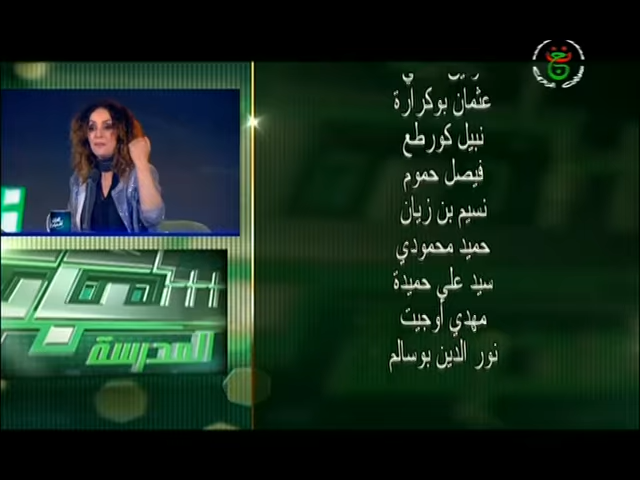 عثمان بوكرارة
نبيل كورطع
فيصل حموم
نسيم بن زيان
حميد محمودي
سيد علي حميدة
مهدي أوجيت
نور الدين بوسالم
المدرسة